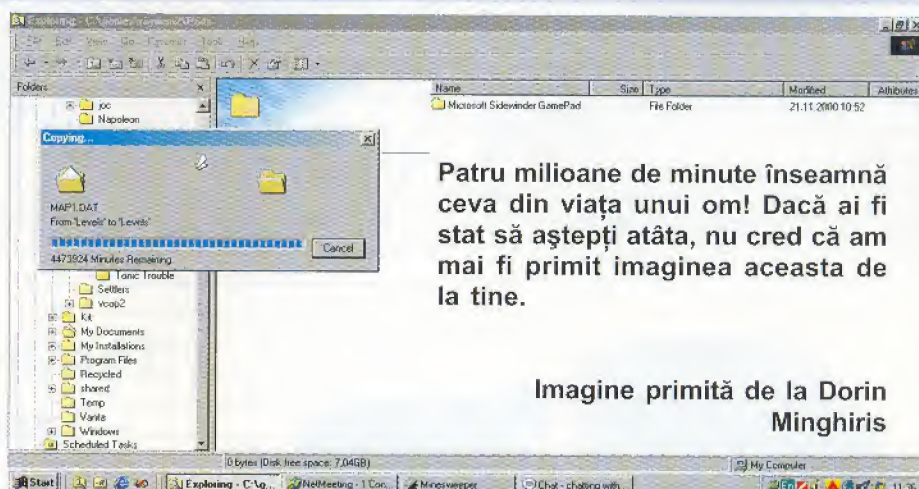 Exploring -
File Edit View Go Favorites Tools Help
Folders
Name Size Type Modified Attributes
joc
Napoleon
Microsoft Sidewinder GamePad File Folder 21.11.2000 10:52
Copying...
MAP1.DAT
From 'Levels' to 'Levels'
Cancel
4473924 Minutes Remaining
Tonic Trouble
Settlers
vcop2
Kit
My Documents
My Installations
Program Files
Recycled
shared
Temp
Vanta
Windows
Scheduled Tasks
Patru milioane de minute înseamnă
ceva din viața unui om! Dacă ai fi
stat să aștepți atâta, nu cred că am
mai fi primit imaginea aceasta de
la tine.
Imagine primită de la Dorin
Minghiris
0 bytes (Disk free space: 7,04GB) My Computer
Start Exploring - NetMeeting - 1 Con... Minesweeper Chat - chatting with... En 11:36